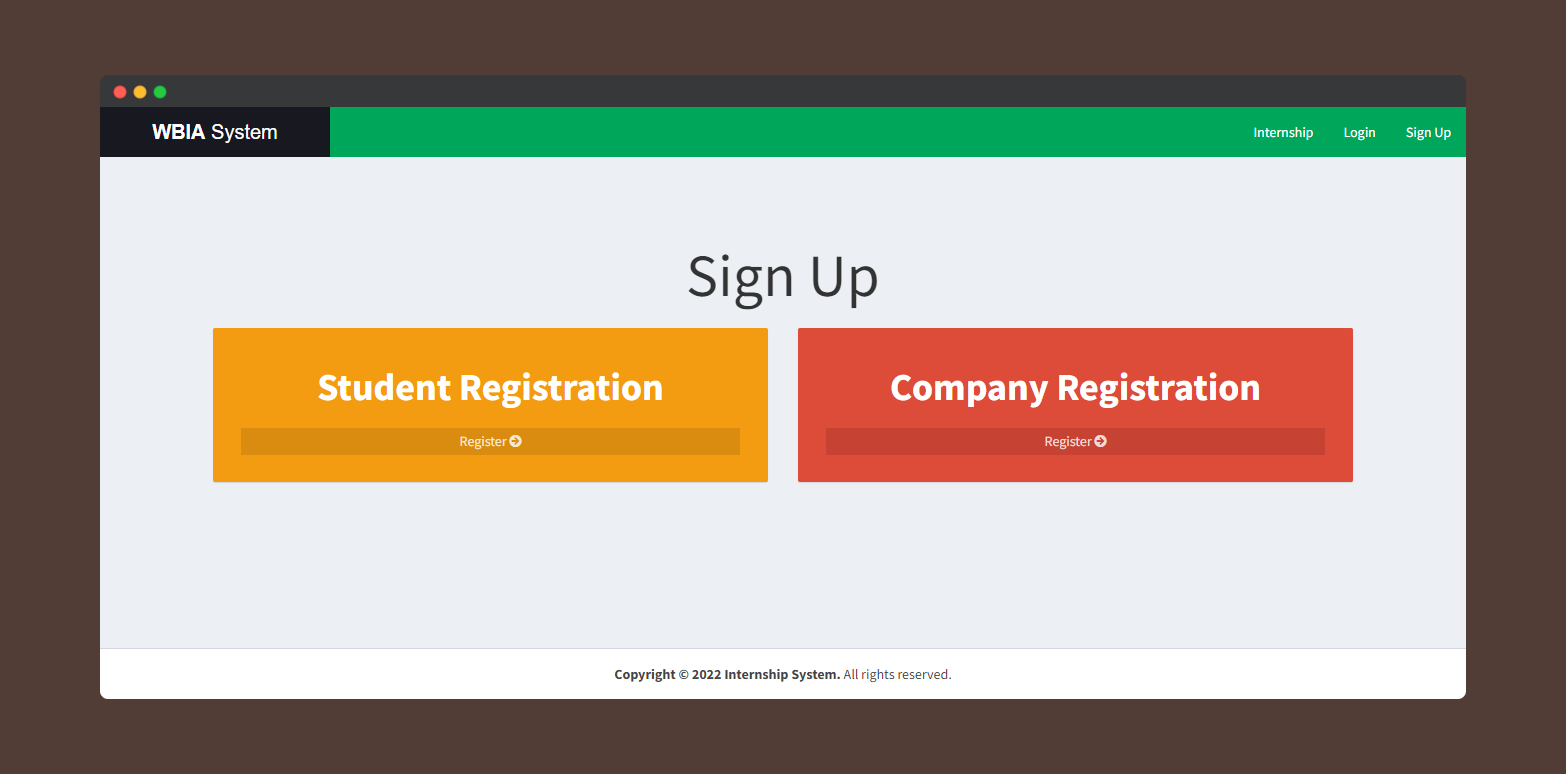 WBIA System
Internship Login Sign Up
Sign Up
Student Registration
Register
Company Registration
Register
Copyright © 2022 Internship System. All rights reserved.